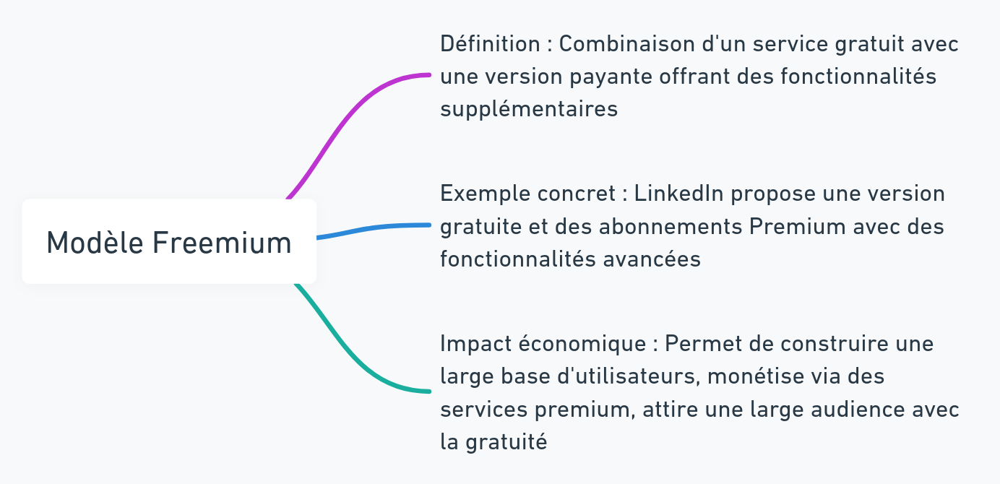 Définition : Combinaison d'un service gratuit avec
une version payante offrant des fonctionnalités
supplémentaires
Exemple concret : LinkedIn propose une version
gratuite et des abonnements Premium avec des
fonctionnalités avancées
Modèle Freemium
Impact économique : Permet de construire une
large base d'utilisateurs, monétise via des
services premium, attire une large audience avec
la gratuité